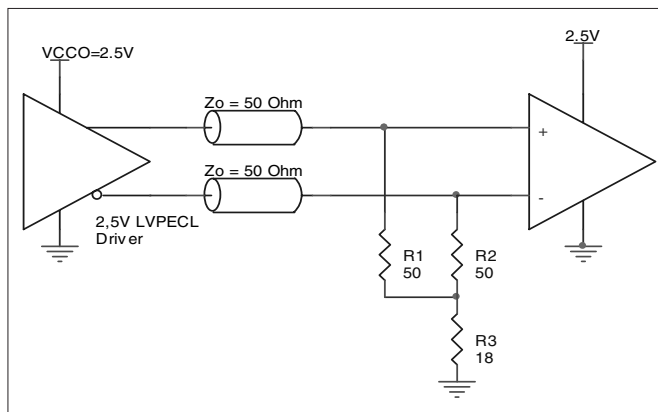 VCCO=2.5V
2.5V
Zo = 50 Ohm
+
Zo = 50 Ohm
-
2,5V LVPECL
Driver
R1
50
R2
50
R3
18